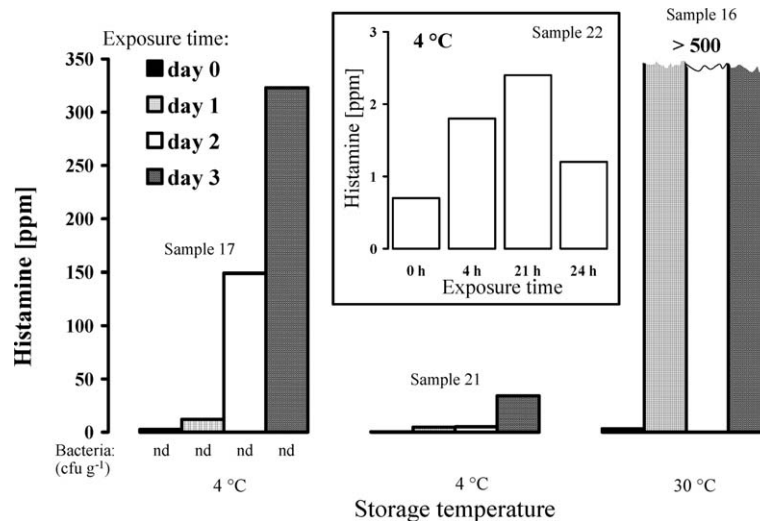 Exposure time:
day 0
day 1
day 2
day 3
Histamine [ppm]
350
300
250
200
150
100
50
0
Sample 17
4 °C
Sample 22
Histamine [ppm]
3
2
1
0
0 h
4 h
21 h
24 h
Exposure time
Sample 16
> 500
Sample 21
Bacteria:
(cfu g-1)
nd
nd
nd
nd
4 °C
4 °C
30 °C
Storage temperature